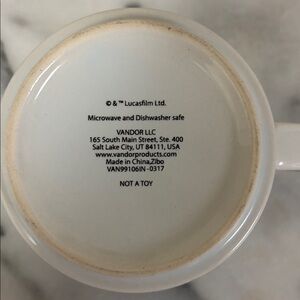 © & ™ Lucasfilm Ltd.
Microwave and Dishwasher safe
VANDOR LLC
165 South Main Street, Ste. 400
Salt Lake City, UT 84111, USA
www.vandorproducts.com
Made in China,Zibo
VAN99106IN-0317
NOT A TOY